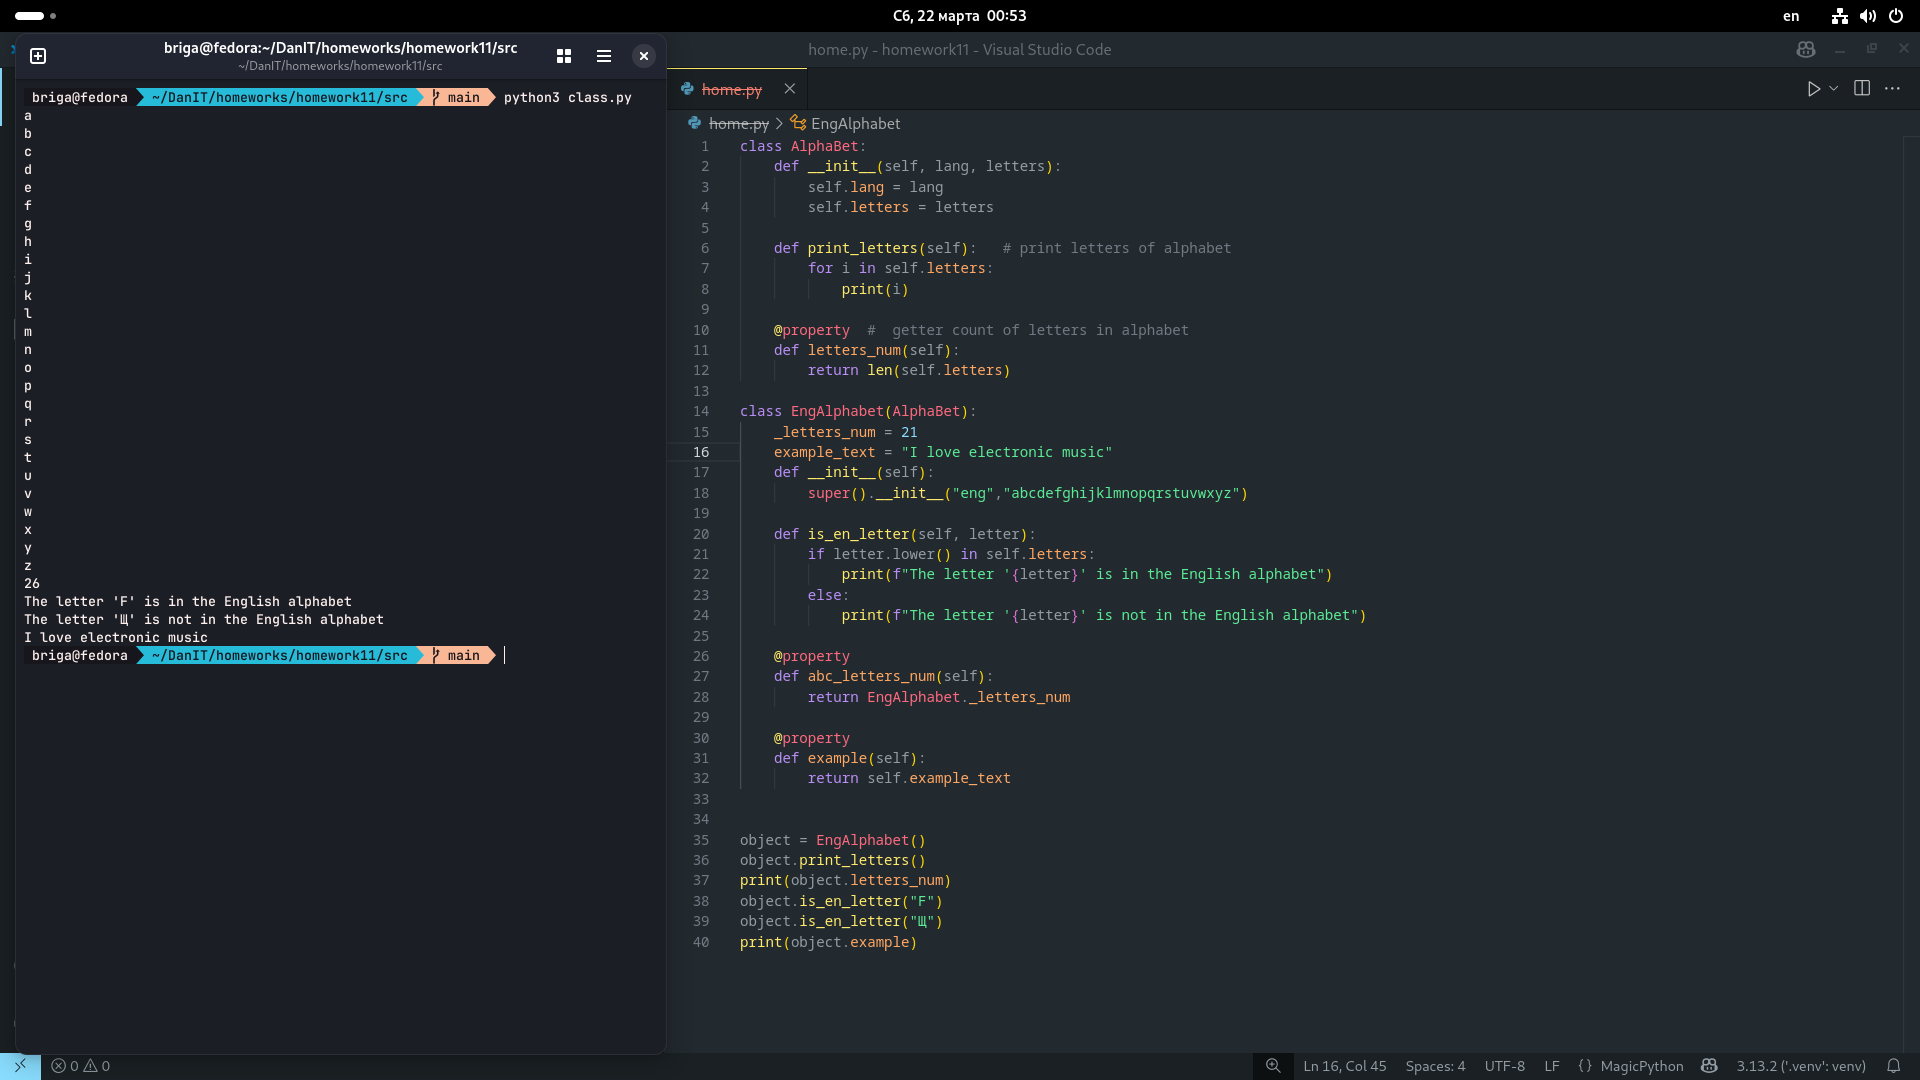 Сб, 22 марта 00:53
en
briga@fedora:~/DanIT/homeworks/homework11/src
~/DanIT/homeworks/homework11/src
briga@fedora ~/DanIT/homeworks/homework11/src main python3 class.py
a
b
c
d
e
f
g
h
i
j
k
l
m
n
o
p
q
r
s
t
u
v
w
x
y
z
26
The letter 'F' is in the English alphabet
The letter 'Щ' is not in the English alphabet
I love electronic music
briga@fedora ~/DanIT/homeworks/homework11/src main
home.py - homework11 - Visual Studio Code
home.py
home.py > EngAlphabet
1 class AlphaBet:
2     def __init__(self, lang, letters):
3         self.lang = lang
4         self.letters = letters
5
6     def print_letters(self):   # print letters of alphabet
7         for i in self.letters:
8             print(i)
9
10     @property  #  getter count of letters in alphabet
11     def letters_num(self):
12         return len(self.letters)
13
14 class EngAlphabet(AlphaBet):
15     _letters_num = 21
16     example_text = "I love electronic music"
17     def __init__(self):
18         super().__init__("eng","abcdefghijklmnopqrstuvwxyz")
19
20     def is_en_letter(self, letter):
21         if letter.lower() in self.letters:
22             print(f"The letter '{letter}' is in the English alphabet")
23         else:
24             print(f"The letter '{letter}' is not in the English alphabet")
25
26     @property
27     def abc_letters_num(self):
28         return EngAlphabet._letters_num
29
30     @property
31     def example(self):
32         return self.example_text
33
34
35 object = EngAlphabet()
36 object.print_letters()
37 print(object.letters_num)
38 object.is_en_letter("F")
39 object.is_en_letter("Щ")
40 print(object.example)
0 0
Ln 16, Col 45 Spaces: 4 UTF-8 LF {} MagicPython 3.13.2 ('.venv': venv)